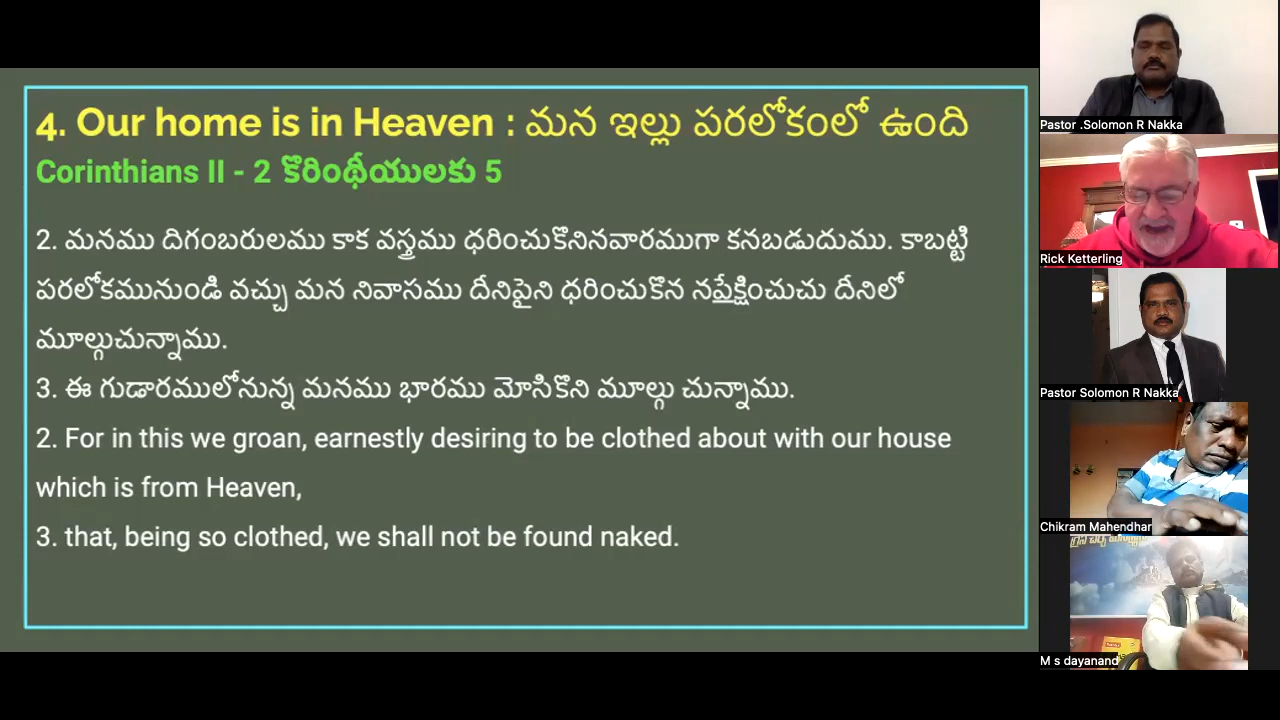 4. Our home is in Heaven : మన ఇల్లు పరలోకంలో ఉంది
Corinthians II - 2 కొరింథీయులకు 5
2. మనము దిగంబరులము కాక వస్త్రము ధరించుకొనినవారముగా కనబడుదుము. కాబట్టి
పరలోకమునుండి వచ్చు మన నివాసము దీనిపైని ధరించుకొన నపేక్షించుచు దీనిలో
మూల్గుచున్నాము.
3. ఈ గుడారములోనున్న మనము భారము మోసికొని మూల్గు చున్నాము.
2. For in this we groan, earnestly desiring to be clothed about with our house
which is from Heaven,
3. that, being so clothed, we shall not be found naked.
Pastor .Solomon R Nakka
Rick Ketterling
Pastor Solomon R Nakka
Chikram Mahendhar
M s dayanand